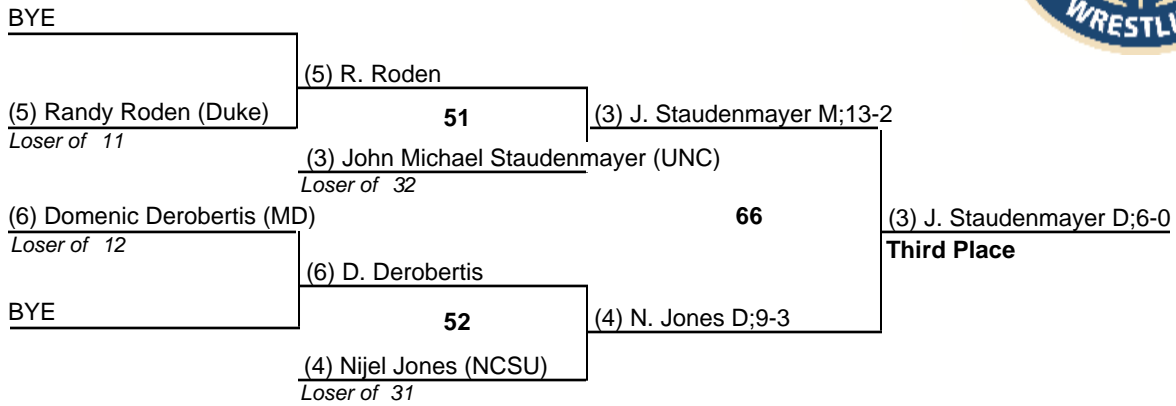 WRESTL
BYE
(5) R. Roden
(5) Randy Roden (Duke)
51
(3) J. Staudenmayer M;13-2
Loser of 11
(3) John Michael Staudenmayer (UNC)
Loser of 32
(6) Domenic Derobertis (MD)
66
(3) J. Staudenmayer D;6-0
Loser of 12
Third Place
(6) D. Derobertis
BYE
52
(4) N. Jones D;9-3
(4) Nijel Jones (NCSU)
Loser of 31